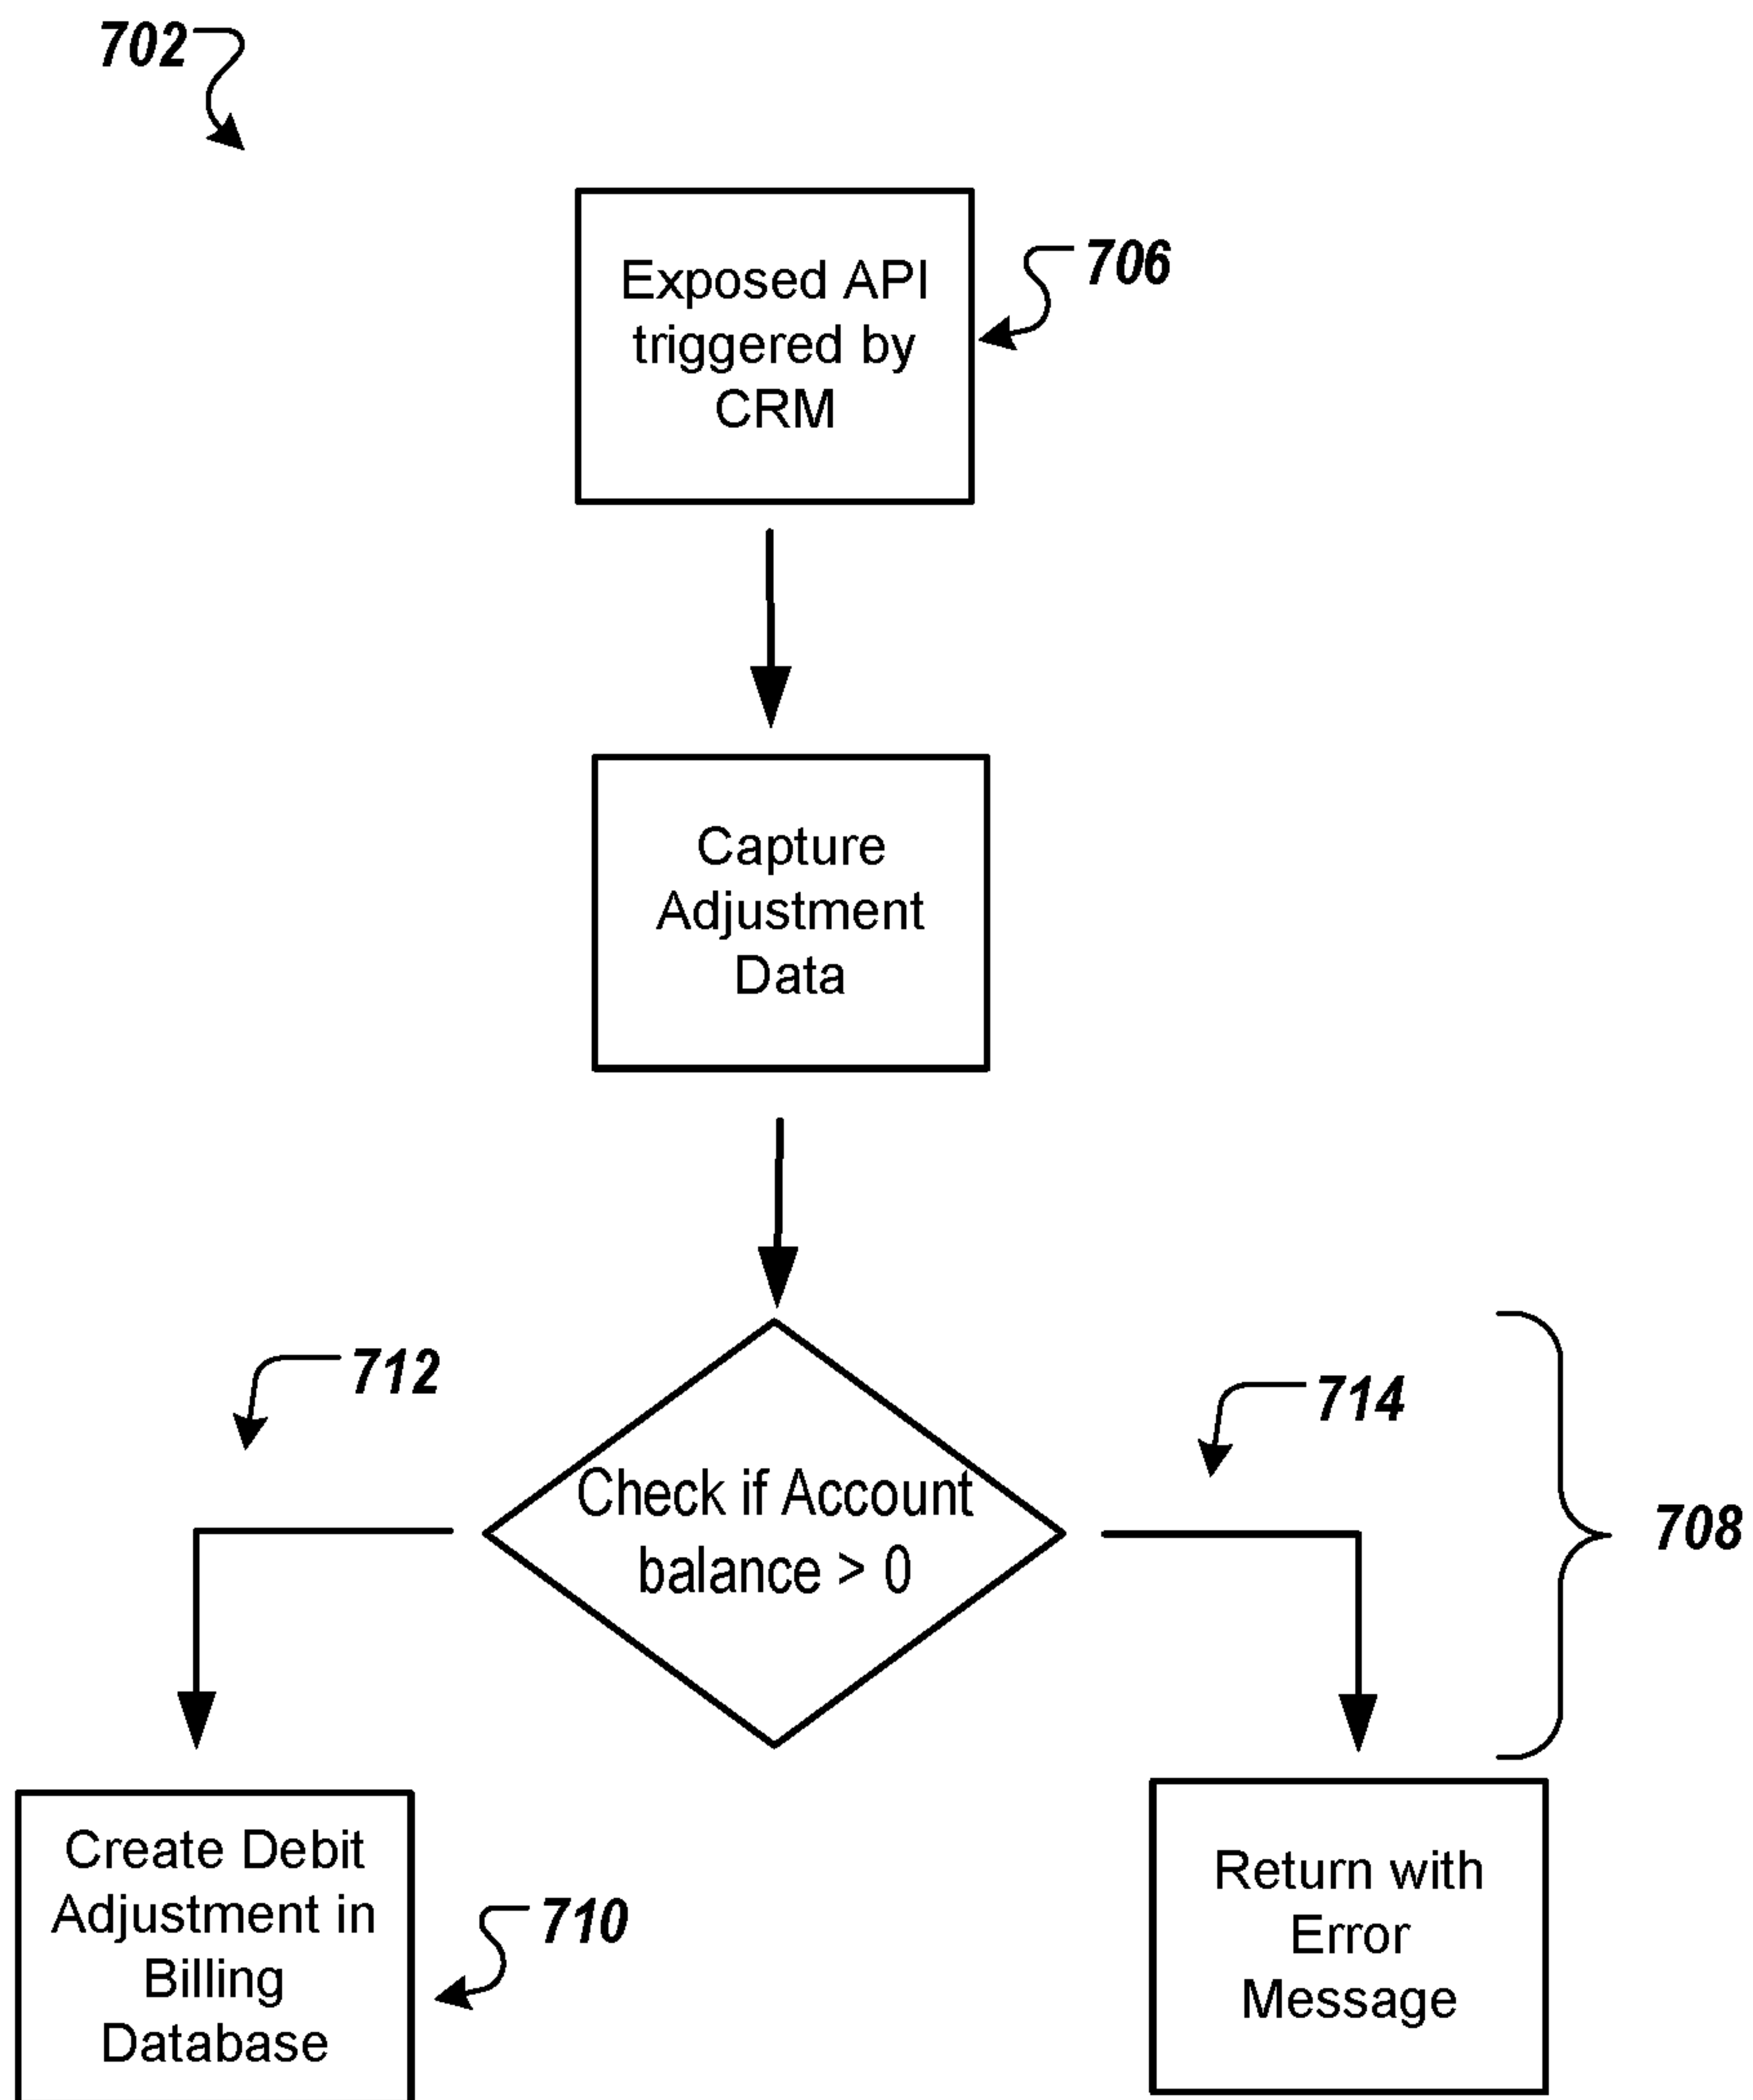 702
Exposed API
triggered by
CRM
706
Capture
Adjustment
Data
712
714
Check if Account
balance > 0
708
Create Debit
Adjustment in
Billing
Database
710
Return with
Error
Message